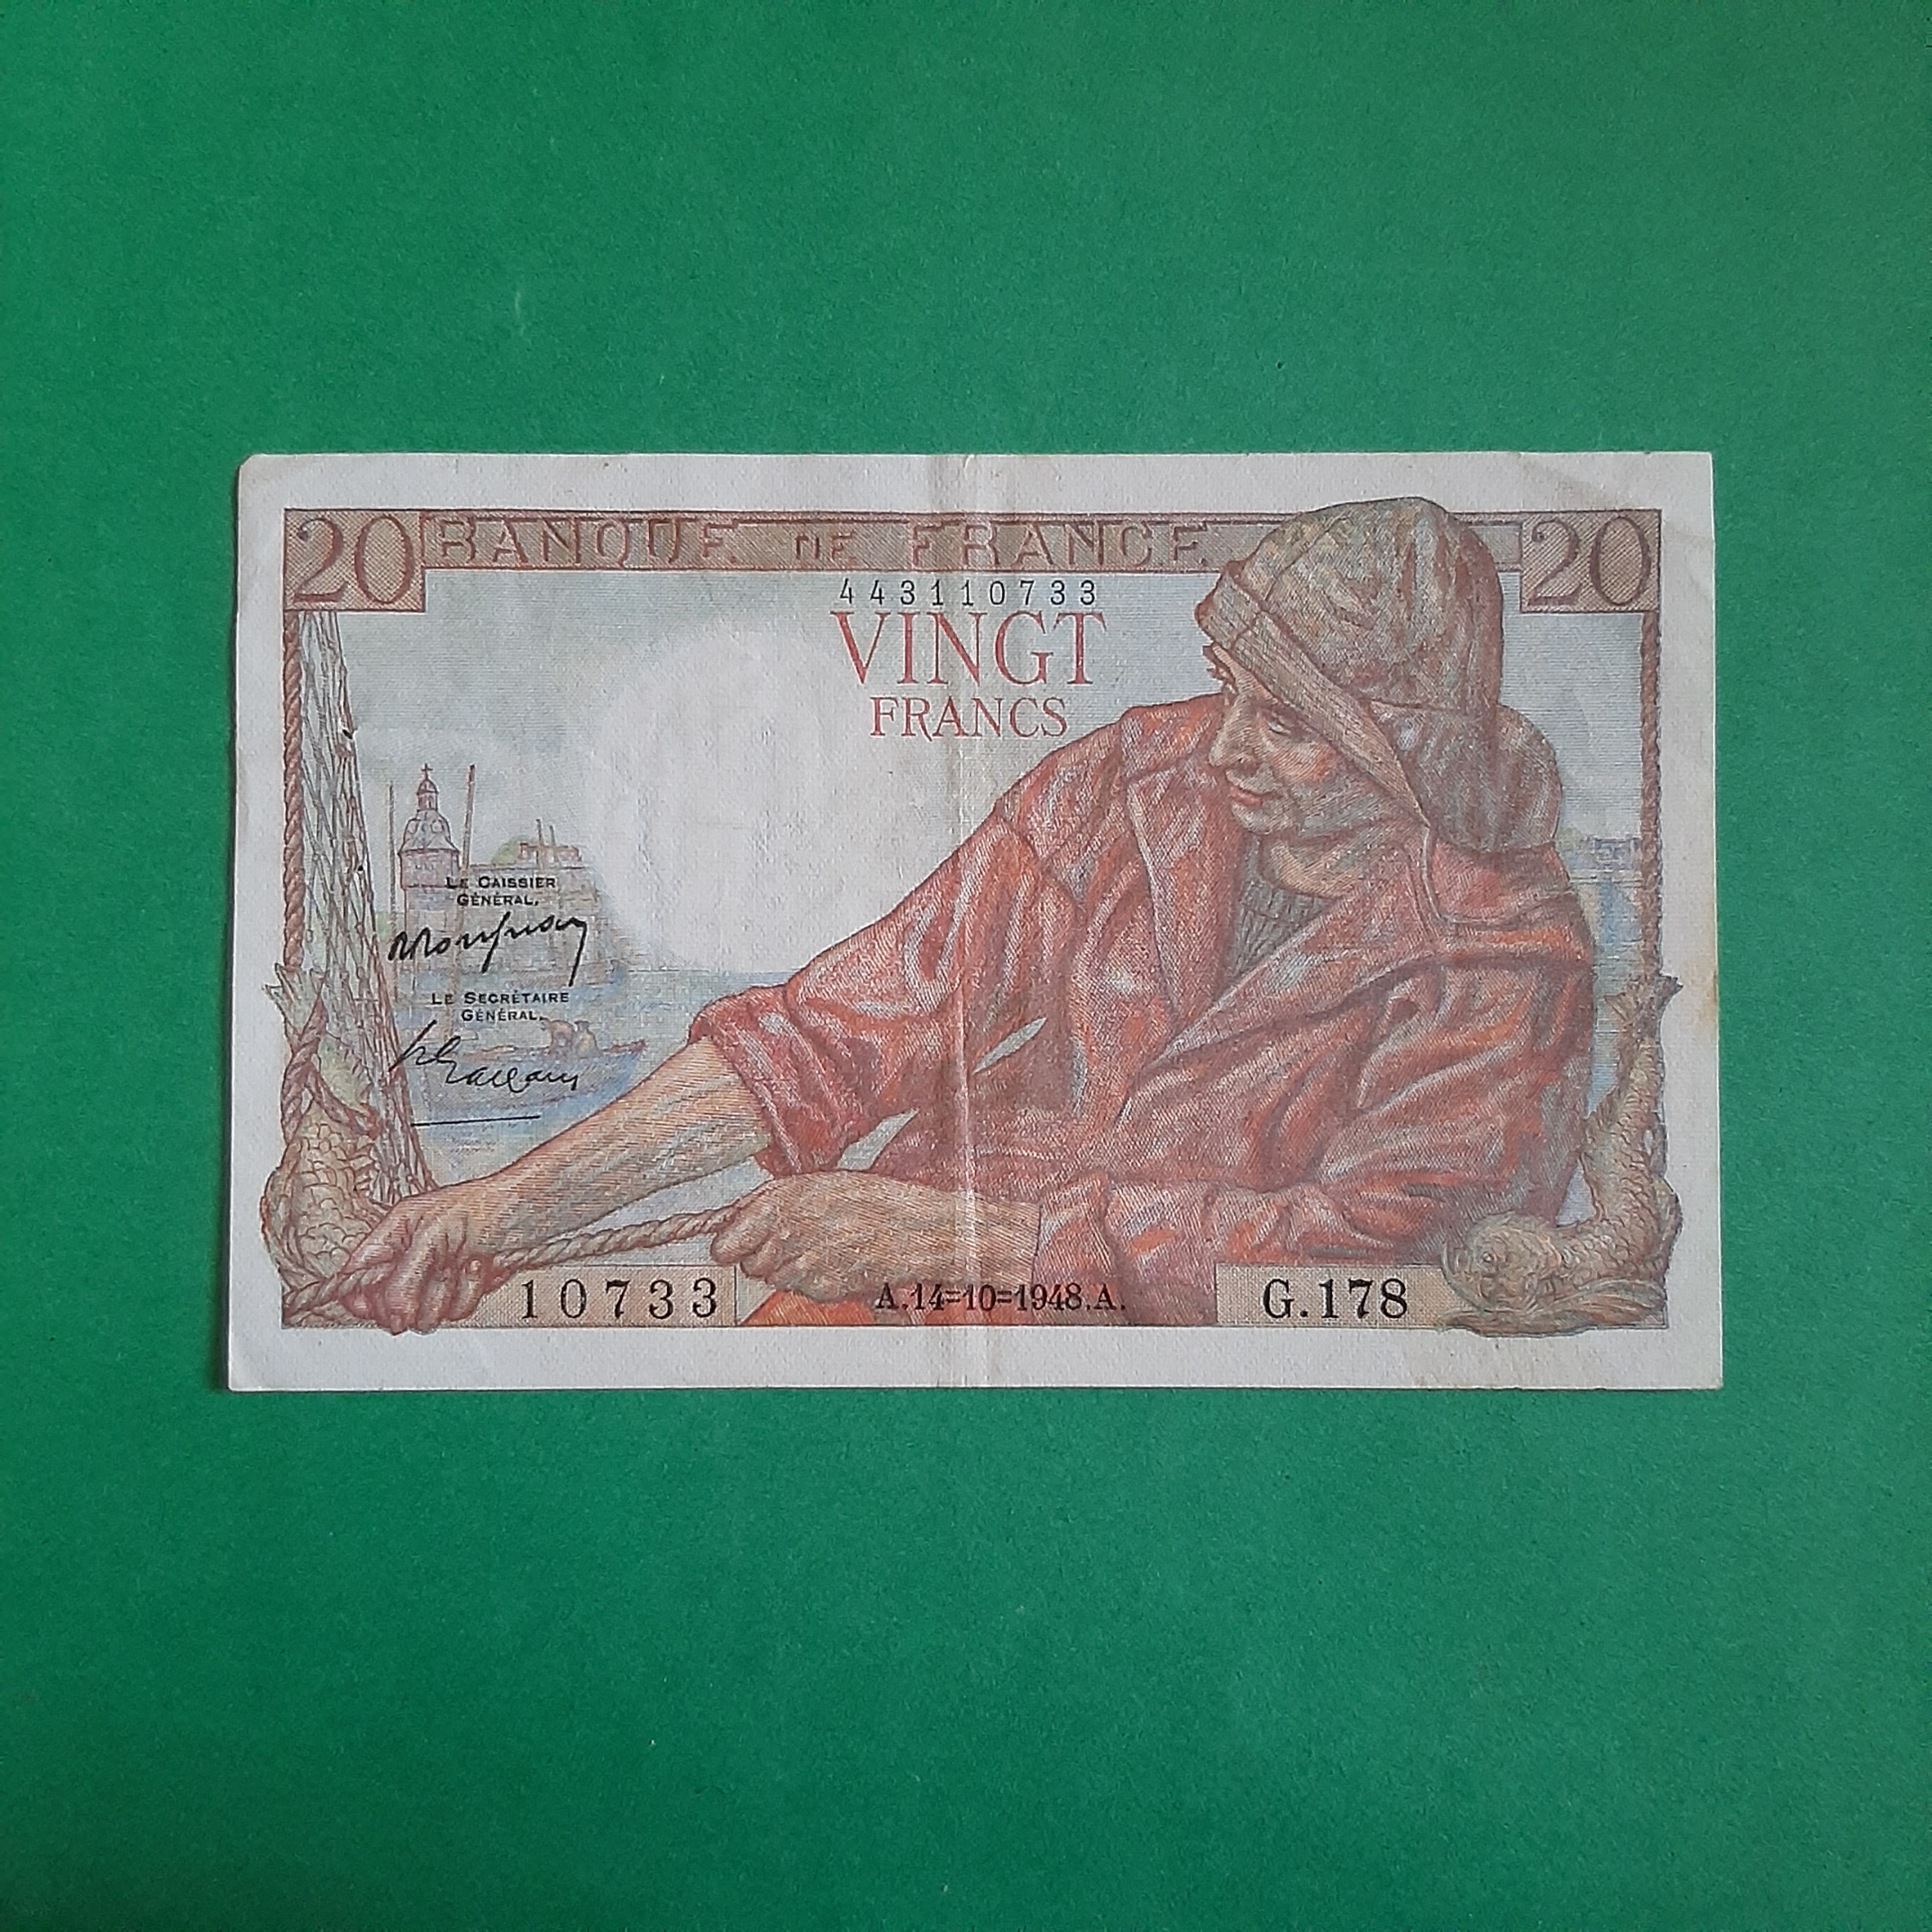 20 BANQUE DE FRANCE 20
443110733
VINGT
FRANCS
LE CAISSIER
GÉNÉRAL,
LE SECRÉTAIRE
GÉNÉRAL,
10733 A.14=10=1948.A. G.178